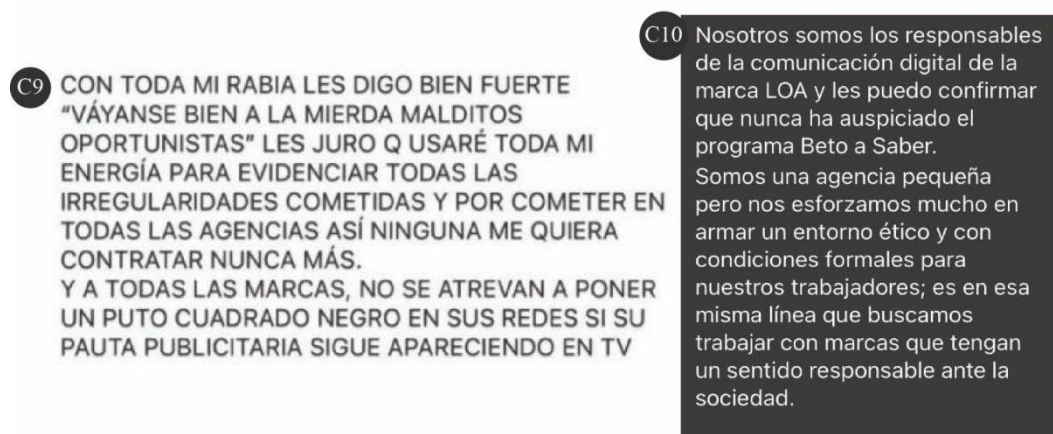 C9
CON TODA MI RABIA LES DIGO BIEN FUERTE
“VÁYANSE BIEN A LA MIERDA MALDITOS
OPORTUNISTAS” LES JURO Q USARÉ TODA MI
ENERGÍA PARA EVIDENCIAR TODAS LAS
IRREGULARIDADES COMETIDAS Y POR COMETER EN
TODAS LAS AGENCIAS ASÍ NINGUNA ME QUIERA
CONTRATAR NUNCA MÁS.
Y A TODAS LAS MARCAS, NO SE ATREVAN A PONER
UN PUTO CUADRADO NEGRO EN SUS REDES SI SU
PAUTA PUBLICITARIA SIGUE APARECIENDO EN TV
C10
Nosotros somos los responsables
de la comunicación digital de la
marca LOA y les puedo confirmar
que nunca ha auspiciado el
programa Beto a Saber.
Somos una agencia pequeña
pero nos esforzamos mucho en
armar un entorno ético y con
condiciones formales para
nuestros trabajadores; es en esa
misma línea que buscamos
trabajar con marcas que tengan
un sentido responsable ante la
sociedad.